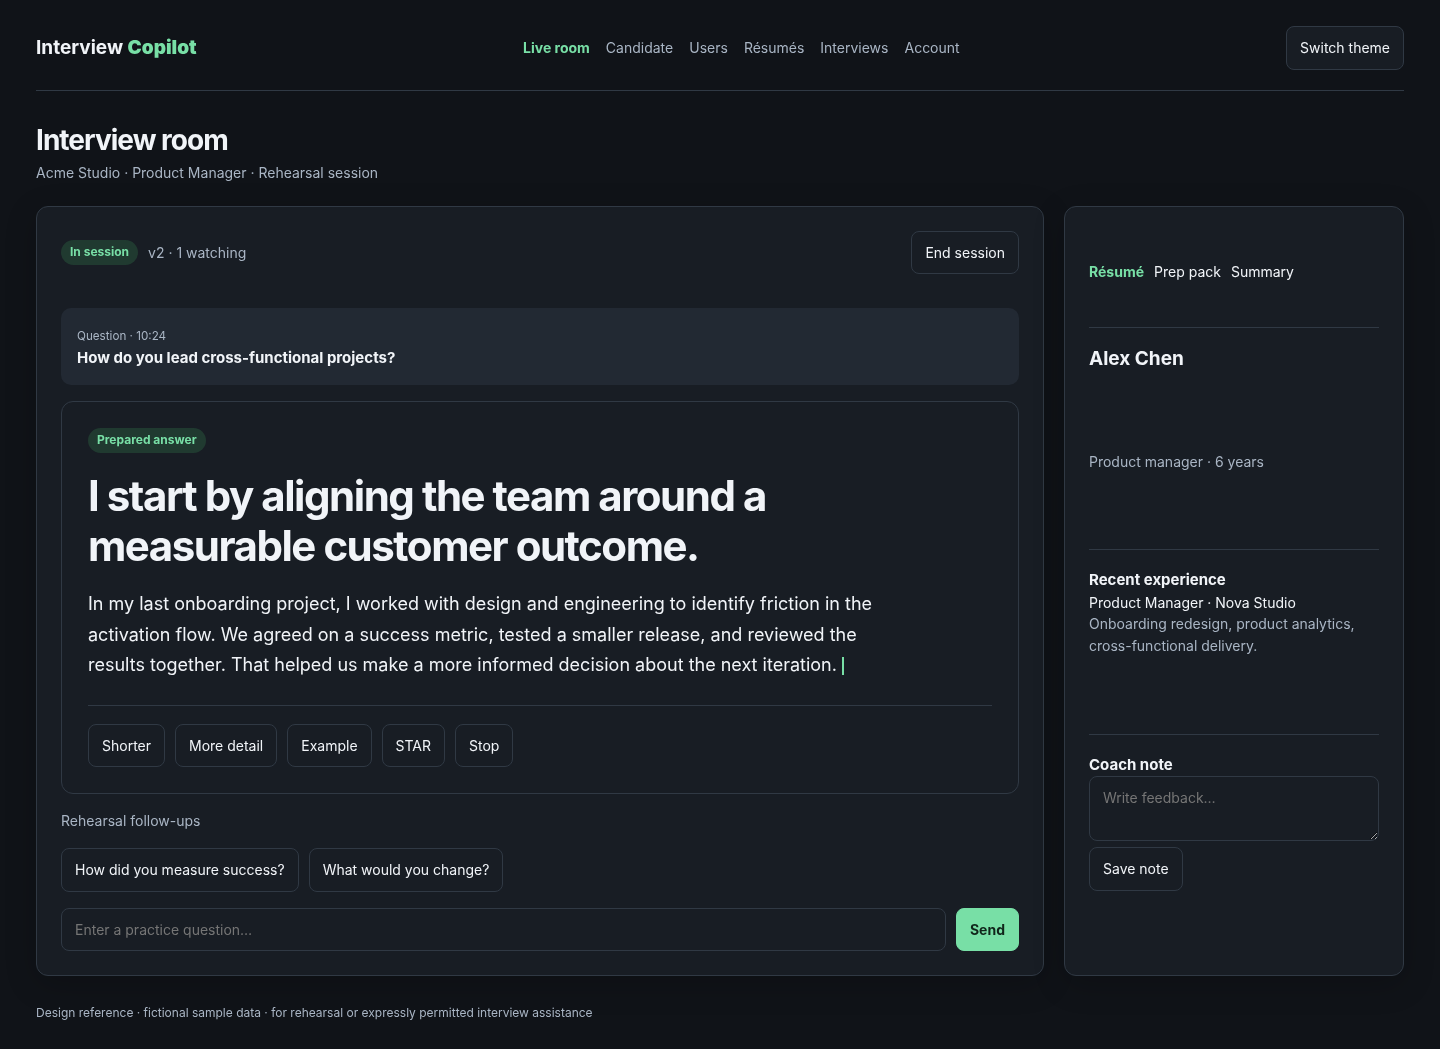 Interview Copilot
Live room
Candidate
Users
Résumés
Interviews
Account
Switch theme
Interview room
Acme Studio · Product Manager · Rehearsal session
In session
v2 · 1 watching
End session
Question · 10:24
How do you lead cross-functional projects?
Prepared answer
I start by aligning the team around a
measurable customer outcome.
In my last onboarding project, I worked with design and engineering to identify friction in the
activation flow. We agreed on a success metric, tested a smaller release, and reviewed the
results together. That helped us make a more informed decision about the next iteration.
Shorter
More detail
Example
STAR
Stop
Rehearsal follow-ups
How did you measure success?
What would you change?
Enter a practice question...
Send
Résumé
Prep pack
Summary
Alex Chen
Product manager · 6 years
Recent experience
Product Manager · Nova Studio
Onboarding redesign, product analytics,
cross-functional delivery.
Coach note
Write feedback...
Save note
Design reference · fictional sample data · for rehearsal or expressly permitted interview assistance